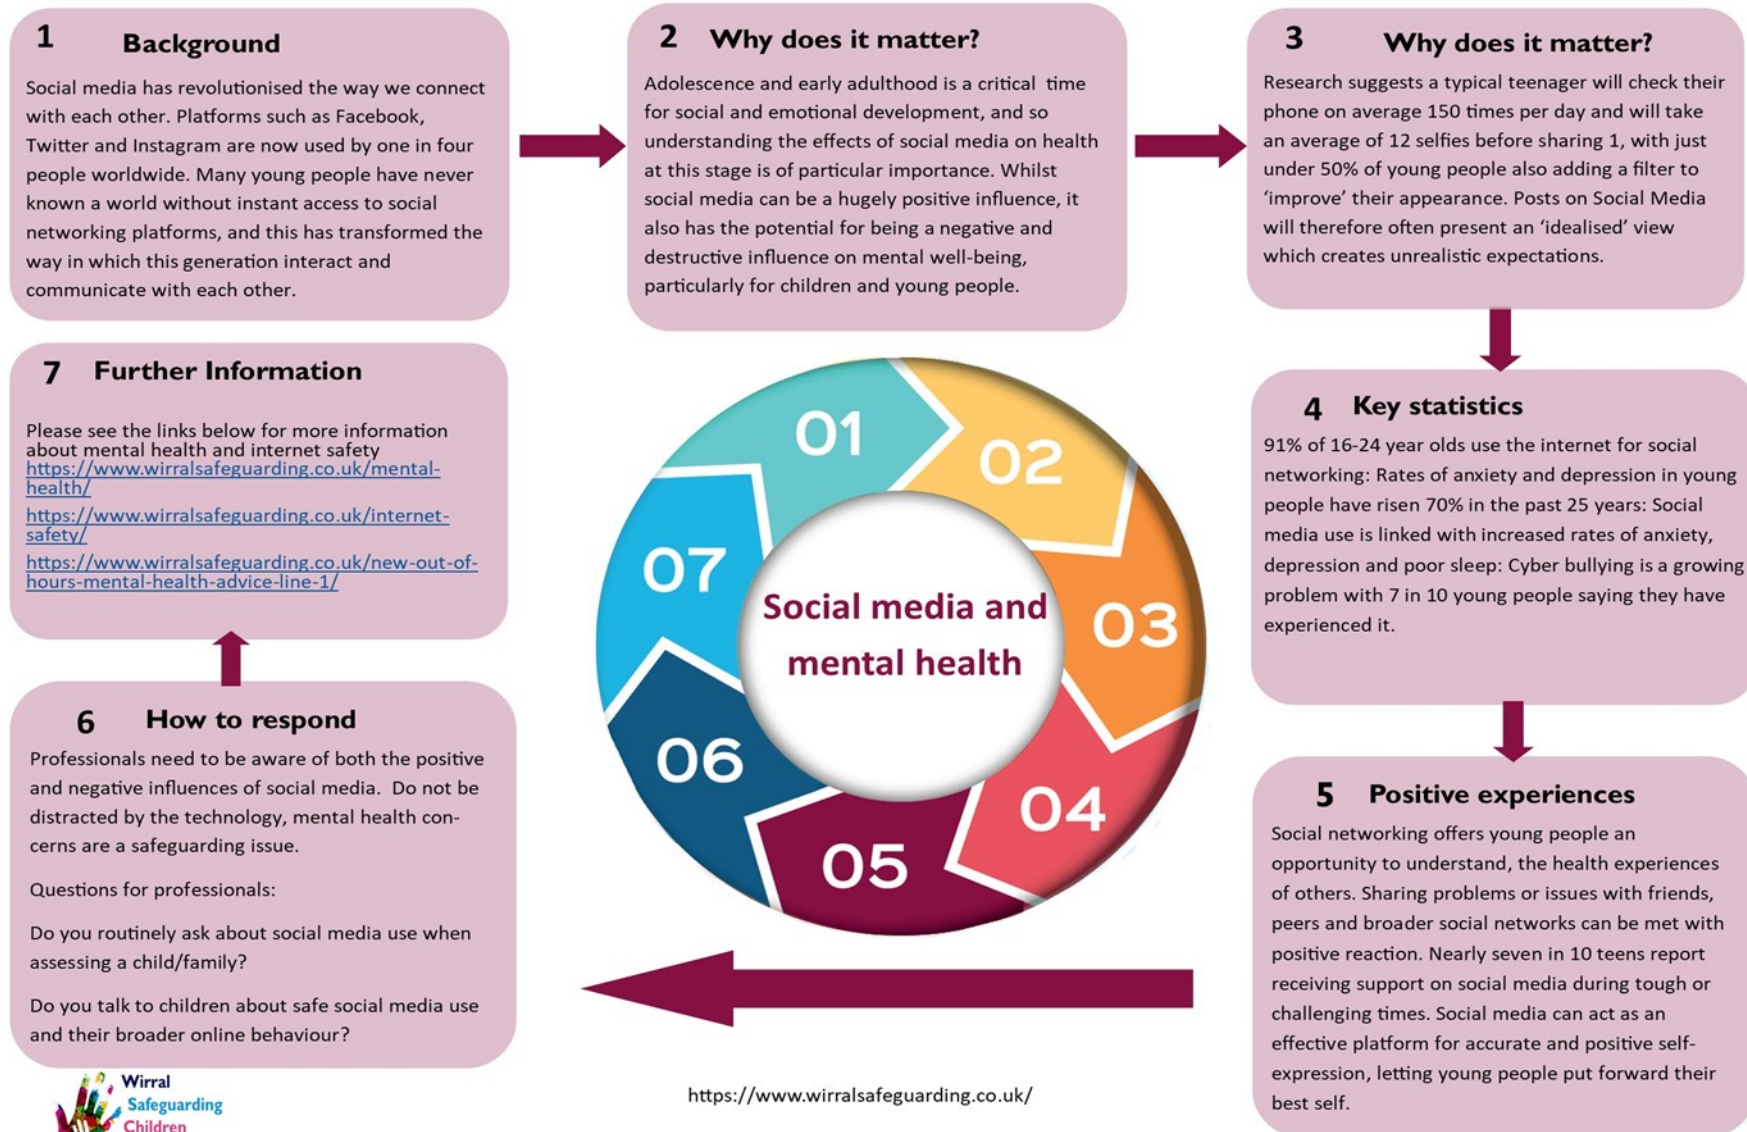 1 Background
Social media has revolutionised the way we connect
with each other. Platforms such as Facebook,
Twitter and Instagram are now used by one in four
people worldwide. Many young people have never
known a world without instant access to social
networking platforms, and this has transformed the
way in which this generation interact and
communicate with each other.
2 Why does it matter?
Adolescence and early adulthood is a critical time
for social and emotional development, and so
understanding the effects of social media on health
at this stage is of particular importance. Whilst
social media can be a hugely positive influence, it
also has the potential for being a negative and
destructive influence on mental well-being,
particularly for children and young people.
3 Why does it matter?
Research suggests a typical teenager will check their
phone on average 150 times per day and will take
an average of 12 selfies before sharing 1, with just
under 50% of young people also adding a filter to
‘improve’ their appearance. Posts on Social Media
will therefore often present an ‘idealised’ view
which creates unrealistic expectations.
4 Key statistics
91% of 16-24 year olds use the internet for social
networking: Rates of anxiety and depression in young
people have risen 70% in the past 25 years: Social
media use is linked with increased rates of anxiety,
depression and poor sleep: Cyber bullying is a growing
problem with 7 in 10 young people saying they have
experienced it.
5 Positive experiences
Social networking offers young people an
opportunity to understand, the health experiences
of others. Sharing problems or issues with friends,
peers and broader social networks can be met with
positive reaction. Nearly seven in 10 teens report
receiving support on social media during tough or
challenging times. Social media can act as an
effective platform for accurate and positive self-
expression, letting young people put forward their
best self.
6 How to respond
Professionals need to be aware of both the positive
and negative influences of social media. Do not be
distracted by the technology, mental health con-
cerns are a safeguarding issue.
Questions for professionals:
Do you routinely ask about social media use when
assessing a child/family?
Do you talk to children about safe social media use
and their broader online behaviour?
7 Further Information
Please see the links below for more information
about mental health and internet safety
https://www.wirralsafeguarding.co.uk/mental-
health/
https://www.wirralsafeguarding.co.uk/internet-
safety/
https://www.wirralsafeguarding.co.uk/new-out-of-
hours-mental-health-advice-line-1/
01
02
03
04
05
06
07
Social media and
mental health
Wirral
Safeguarding
Children
https://www.wirralsafeguarding.co.uk/